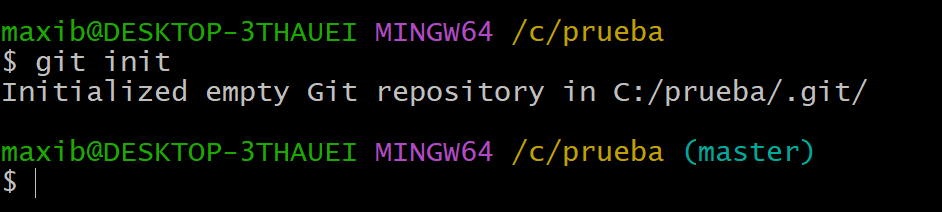 maxib@DESKTOP-3THAUEI MINGW64 /c/prueba
$ git init
Initialized empty Git repository in C:/prueba/.git/
maxib@DESKTOP-3THAUEI MINGW64 /c/prueba (master)
$